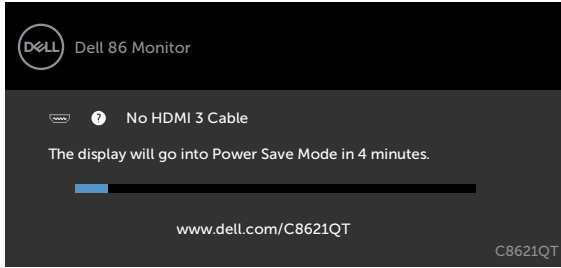 DELL
Dell 86 Monitor
? No HDMI 3 Cable
The display will go into Power Save Mode in 4 minutes.
www.dell.com/C8621QT
C8621QT